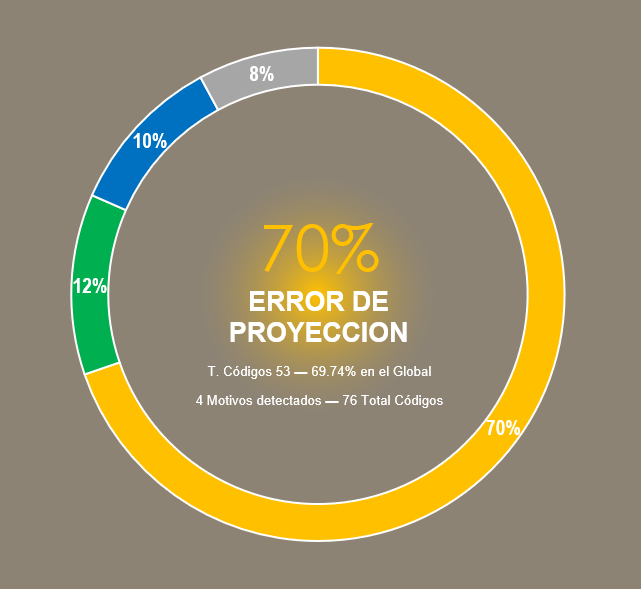 8%
10%
12%
70%
ERROR DE
PROYECCION
T. Códigos 53 — 69.74% en el Global
4 Motivos detectados — 76 Total Códigos
70%